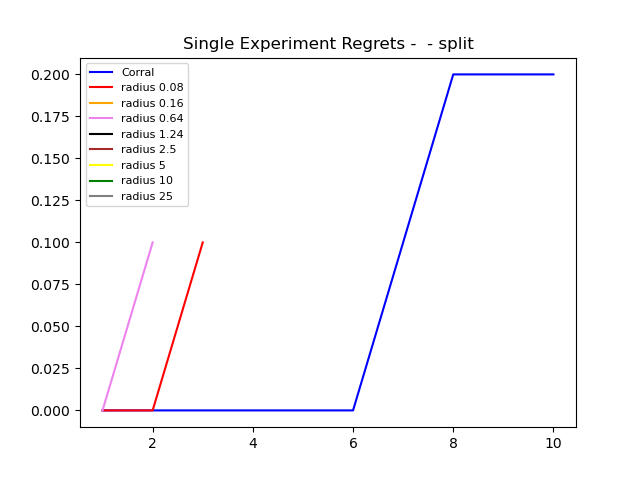 Single Experiment Regrets -  - split
0.200
0.175
0.150
0.125
0.100
0.075
0.050
0.025
0.000
Corral
radius 0.08
radius 0.16
radius 0.64
radius 1.24
radius 2.5
radius 5
radius 10
radius 25
2 4 6 8 10